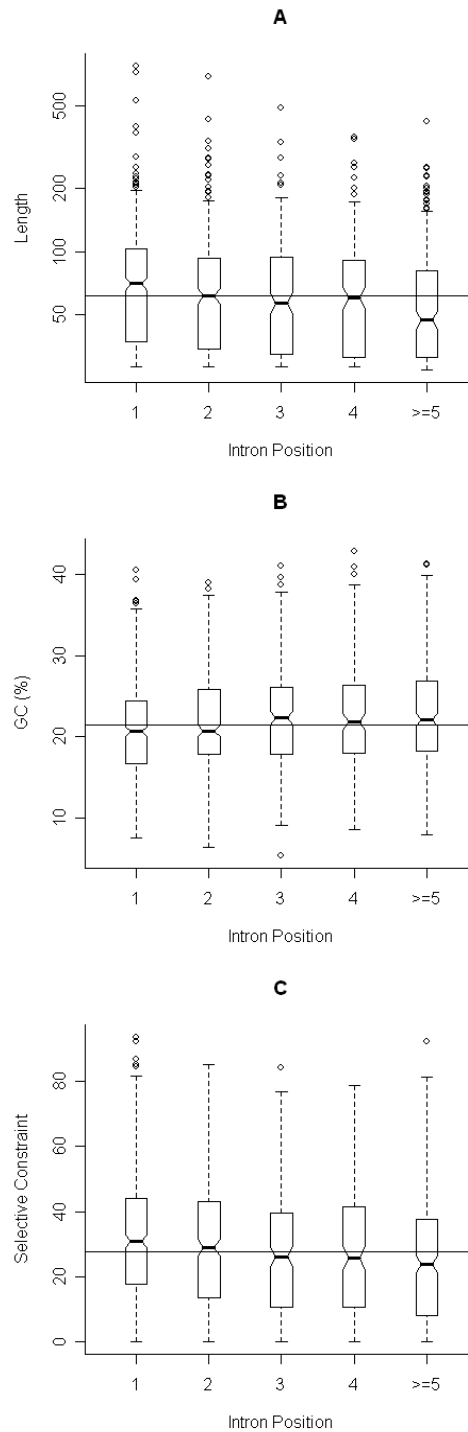 A
500
200
100
50
Length
1 2 3 4 >=5
Intron Position
B
40
30
20
10
GC (%)
1 2 3 4 >=5
Intron Position
C
80
60
40
20
0
Selective Constraint
1 2 3 4 >=5
Intron Position